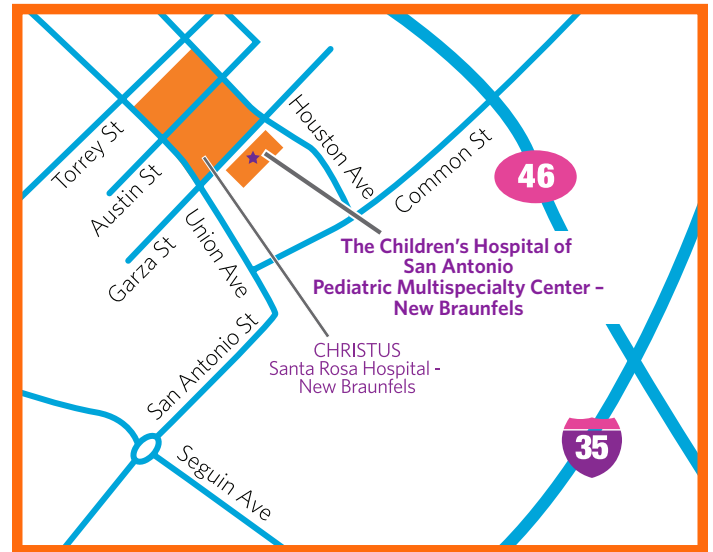 Houston Ave
Torrey St
Common St
46
Austin St
Union Ave
Garza St
The Children's Hospital of
San Antonio
Pediatric Multispecialty Center –
New Braunfels
San Antonio St
CHRISTUS
Santa Rosa Hospital -
New Braunfels
35
Seguin Ave